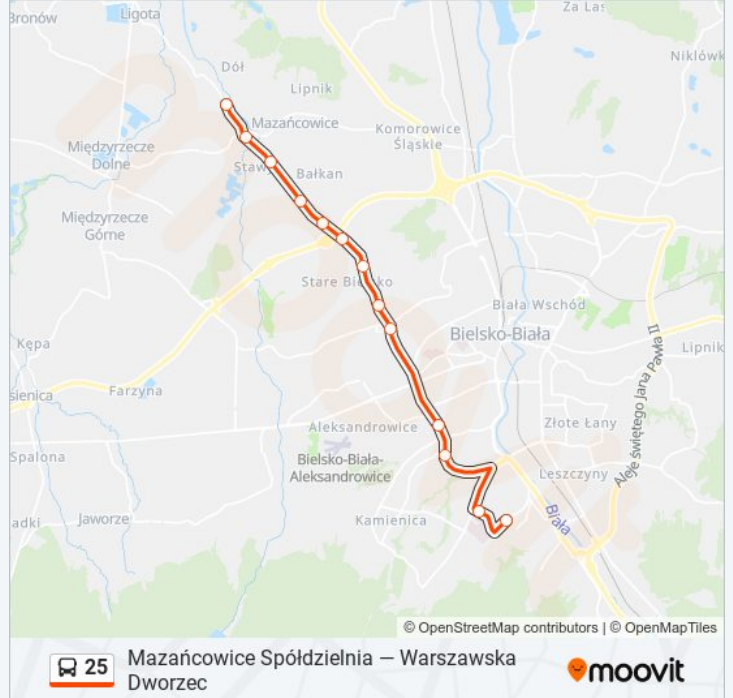 Bronów
Ligota
Za Las
Dół
Niklówk
Lipnik
Mazańcowice
Komorowice
Śląskie
Międzyrzecze
Dolne
Stawy
Bałkan
Międzyrzecze
Górne
Stare Bielsko
Biała Wschód
Bielsko-Biała
Kępa
Lipnik
sienica
Farzyna
Aleje świętego Jana Pawła II
Aleksandrowice
Złote Łany
Spalona
Bielsko-Biała-
Aleksandrowice
Leszczyny
adki
Jaworze
Kamienica
Biała
© OpenStreetMap contributors | © OpenMapTiles
25
Mazańcowice Spółdzielnia — Warszawska
Dworzec
moovit